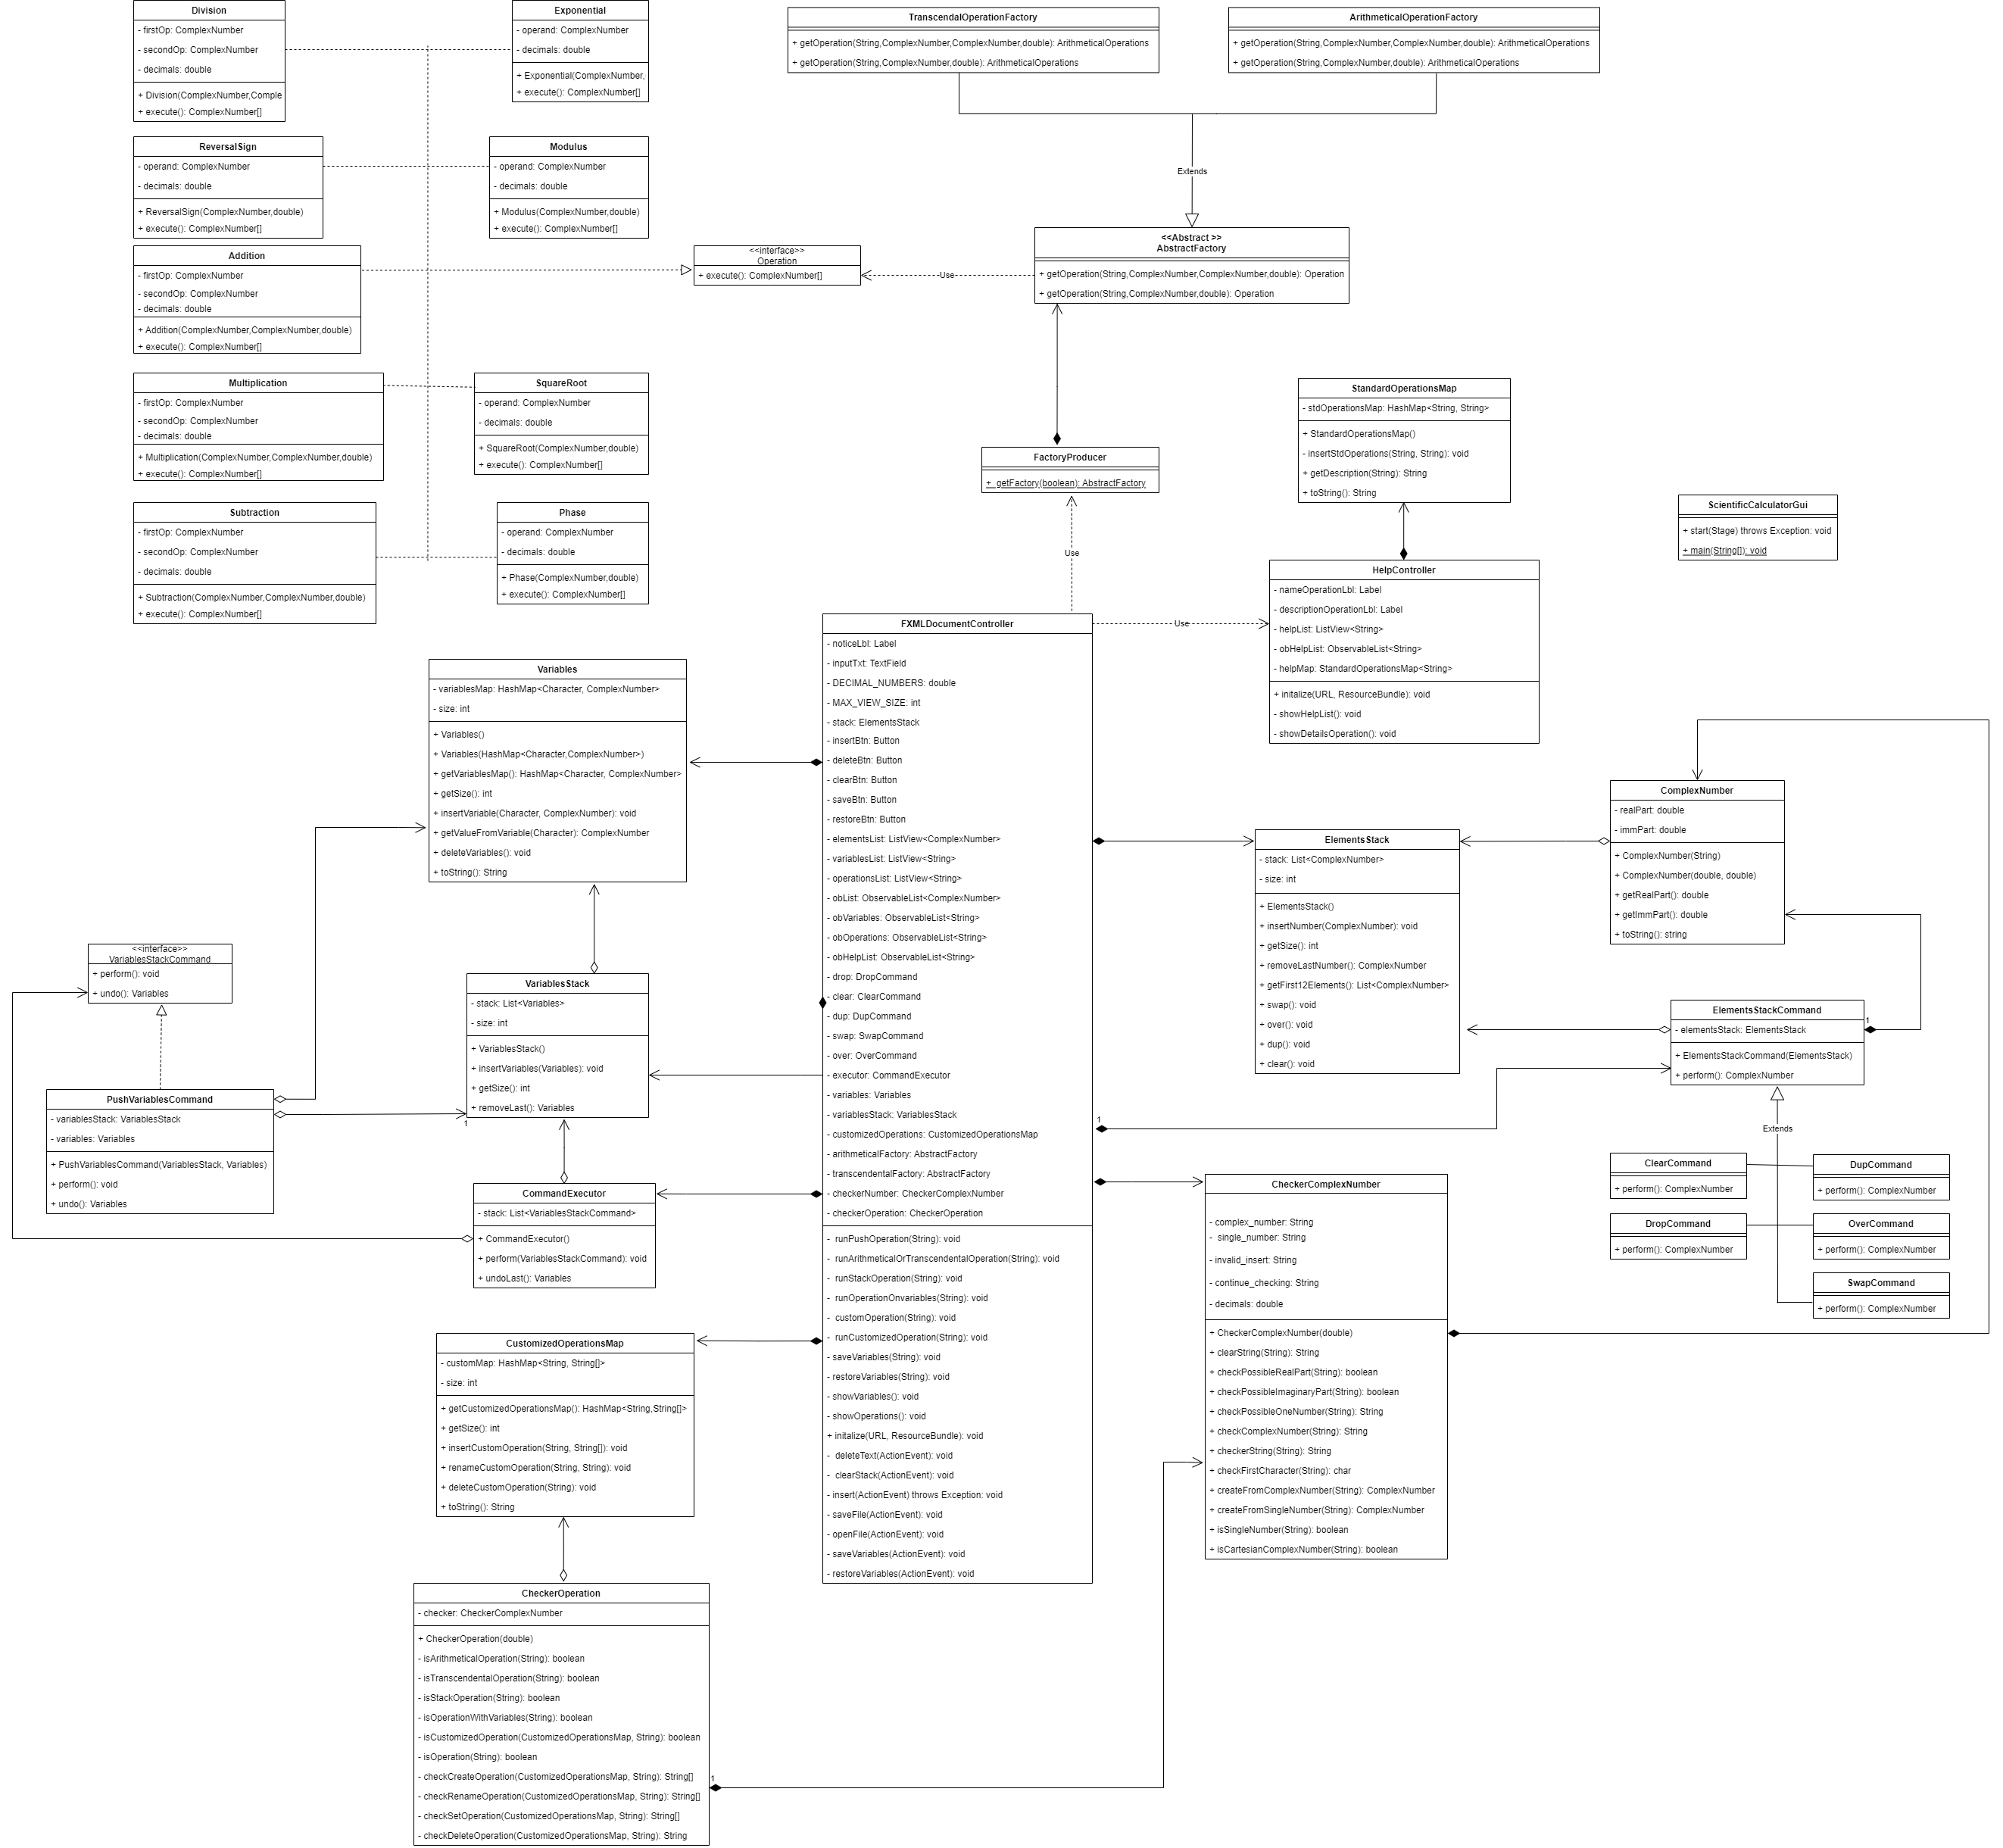 Division
- firstOp: ComplexNumber
- secondOp: ComplexNumber
- decimals: double
+ Division(ComplexNumber,Comple
+ execute(): ComplexNumber[]
Exponential
- operand: ComplexNumber
- decimals: double
+ Exponential(ComplexNumber,
+ execute(): ComplexNumber[]
TranscendalOperationFactory
+ getOperation(String,ComplexNumber,ComplexNumber,double): ArithmeticalOperations
+ getOperation(String,ComplexNumber,double): ArithmeticalOperations
ArithmeticalOperationFactory
+ getOperation(String,ComplexNumber,ComplexNumber,double): ArithmeticalOperations
+ getOperation(String,ComplexNumber,double): ArithmeticalOperations
ReversalSign
- operand: ComplexNumber
- decimals: double
+ ReversalSign(ComplexNumber,double)
+ execute(): ComplexNumber[]
Modulus
- operand: ComplexNumber
- decimals: double
+ Modulus(ComplexNumber,double)
+ execute(): ComplexNumber[]
Extends
Addition
- firstOp: ComplexNumber
- secondOp: ComplexNumber
- decimals: double
+ Addition(ComplexNumber,ComplexNumber,double)
+ execute(): ComplexNumber[]
<<interface>>
Operation
+ execute(): ComplexNumber[]
Use
<<Abstract >>
AbstractFactory
+ getOperation(String,ComplexNumber,ComplexNumber,double): Operation
+ getOperation(String,ComplexNumber,double): Operation
Multiplication
- firstOp: ComplexNumber
- secondOp: ComplexNumber
- decimals: double
+ Multiplication(ComplexNumber,ComplexNumber,double)
+ execute(): ComplexNumber[]
SquareRoot
- operand: ComplexNumber
- decimals: double
+ SquareRoot(ComplexNumber,double)
+ execute(): ComplexNumber[]
FactoryProducer
+ getFactory(boolean): AbstractFactory
StandardOperationsMap
- stdOperationsMap: HashMap<String, String>
+ StandardOperationsMap()
- insertStdOperations(String, String): void
+ getDescription(String): String
+ toString(): String
Subtraction
- firstOp: ComplexNumber
- secondOp: ComplexNumber
- decimals: double
+ Subtraction(ComplexNumber,ComplexNumber,double)
+ execute(): ComplexNumber[]
Phase
- operand: ComplexNumber
- decimals: double
+ Phase(ComplexNumber,double)
+ execute(): ComplexNumber[]
Use
ScientificCalculatorGui
+ start(Stage) throws Exception: void
+ main(String[]): void
HelpController
- nameOperationLbl: Label
- descriptionOperationLbl: Label
- helpList: ListView<String>
- obHelpList: ObservableList<String>
- helpMap: StandardOperationsMap<String>
+ initalize(URL, ResourceBundle): void
- showHelpList(): void
- showDetailsOperation(): void
Use
FXMLDocumentController
- noticeLbl: Label
- inputTxt: TextField
- DECIMAL_NUMBERS: double
- MAX_VIEW_SIZE: int
- stack: ElementsStack
- insertBtn: Button
- deleteBtn: Button
- clearBtn: Button
- saveBtn: Button
- restoreBtn: Button
- elementsList: ListView<ComplexNumber>
- variablesList: ListView<String>
- operationsList: ListView<String>
- obList: ObservableList<ComplexNumber>
- obVariables: ObservableList<String>
- obOperations: ObservableList<String>
- obHelpList: ObservableList<String>
- drop: DropCommand
- clear: ClearCommand
- dup: DupCommand
- swap: SwapCommand
- over: OverCommand
- executor: CommandExecutor
- variables: Variables
- variablesStack: VariablesStack
- customizedOperations: CustomizedOperationsMap
- arithmeticalFactory: AbstractFactory
- transcendentalFactory: AbstractFactory
- checkerNumber: CheckerComplexNumber
- checkerOperation: CheckerOperation
- runPushOperation(String): void
- runArithmeticalOrTranscendentalOperation(String): void
- runStackOperation(String): void
- runOperationOnvariables(String): void
- customOperation(String): void
- runCustomizedOperation(String): void
- saveVariables(String): void
- restoreVariables(String): void
- showVariables(): void
- showOperations(): void
+ initalize(URL, ResourceBundle): void
- deleteText(ActionEvent): void
- clearStack(ActionEvent): void
- insert(ActionEvent) throws Exception: void
- saveFile(ActionEvent): void
- openFile(ActionEvent): void
- saveVariables(ActionEvent): void
- restoreVariables(ActionEvent): void
Variables
- variablesMap: HashMap<Character, ComplexNumber>
- size: int
+ Variables()
+ Variables(HashMap<Character,ComplexNumber>)
+ getVariablesMap(): HashMap<Character, ComplexNumber>
+ getSize(): int
+ insertVariable(Character, ComplexNumber): void
+ getValueFromVariable(Character): ComplexNumber
+ deleteVariables(): void
+ toString(): String
ComplexNumber
- realPart: double
- immPart: double
+ ComplexNumber(String)
+ ComplexNumber(double, double)
+ getRealPart(): double
+ getImmPart(): double
+ toString(): string
ElementsStack
- stack: List<ComplexNumber>
- size: int
+ ElementsStack()
+ insertNumber(ComplexNumber): void
+ getSize(): int
+ removeLastNumber(): ComplexNumber
+ getFirst12Elements(): List<ComplexNumber>
+ swap(): void
+ over(): void
+ dup(): void
+ clear(): void
<<interface>>
VariablesStackCommand
+ perform(): void
+ undo(): Variables
VariablesStack
- stack: List<Variables>
- size: int
+ VariablesStack()
+ insertVariables(Variables): void
+ getSize(): int
+ removeLast(): Variables
ElementsStackCommand
- elementsStack: ElementsStack
+ ElementsStackCommand(ElementsStack)
+ perform(): ComplexNumber
1
PushVariablesCommand
- variablesStack: VariablesStack
- variables: Variables
+ PushVariablesCommand(VariablesStack, Variables)
+ perform(): void
+ undo(): Variables
1
1
Extends
ClearCommand
+ perform(): ComplexNumber
DupCommand
+ perform(): ComplexNumber
DropCommand
+ perform(): ComplexNumber
OverCommand
+ perform(): ComplexNumber
SwapCommand
+ perform(): ComplexNumber
CommandExecutor
- stack: List<VariablesStackCommand>
+ CommandExecutor()
+ perform(VariablesStackCommand): void
+ undoLast(): Variables
CheckerComplexNumber
- complex_number: String
- single_number: String
- invalid_insert: String
- continue_checking: String
- decimals: double
+ CheckerComplexNumber(double)
+ clearString(String): String
+ checkPossibleRealPart(String): boolean
+ checkPossibleImaginaryPart(String): boolean
+ checkPossibleOneNumber(String): String
+ checkComplexNumber(String): String
+ checkerString(String): String
+ checkFirstCharacter(String): char
+ createFromComplexNumber(String): ComplexNumber
+ createFromSingleNumber(String): ComplexNumber
+ isSingleNumber(String): boolean
+ isCartesianComplexNumber(String): boolean
CustomizedOperationsMap
- customMap: HashMap<String, String[]>
- size: int
+ getCustomizedOperationsMap(): HashMap<String,String[]>
+ getSize(): int
+ insertCustomOperation(String, String[]): void
+ renameCustomOperation(String, String): void
+ deleteCustomOperation(String): void
+ toString(): String
CheckerOperation
- checker: CheckerComplexNumber
+ CheckerOperation(double)
- isArithmeticalOperation(String): boolean
- isTranscendentalOperation(String): boolean
- isStackOperation(String): boolean
- isOperationWithVariables(String): boolean
- isCustomizedOperation(CustomizedOperationsMap, String): boolean
- isOperation(String): boolean
- checkCreateOperation(CustomizedOperationsMap, String): String[]
- checkRenameOperation(CustomizedOperationsMap, String): String[]
- checkSetOperation(CustomizedOperationsMap, String): String[]
- checkDeleteOperation(CustomizedOperationsMap, String): String
1